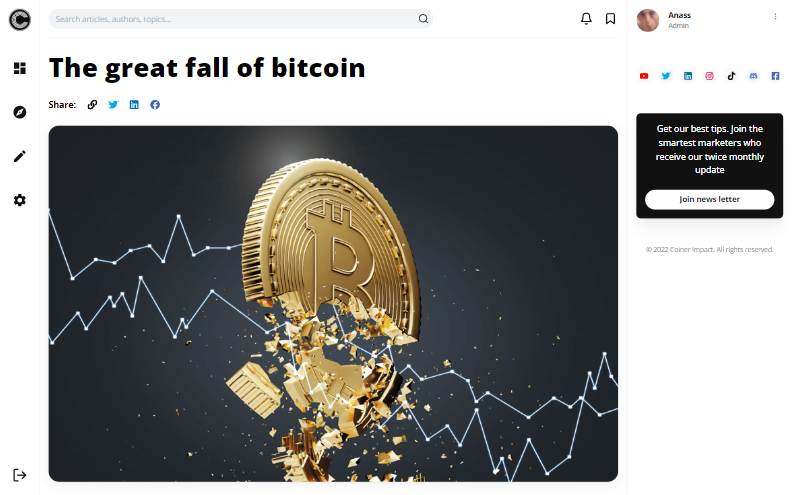 Search articles, authors, topics...
The great fall of bitcoin
Share:
Anass
Admin
Get our best tips. Join the
smartest marketers who
receive our twice monthly
update
Join news letter
© 2022 Coiner impact. All rights reserved.